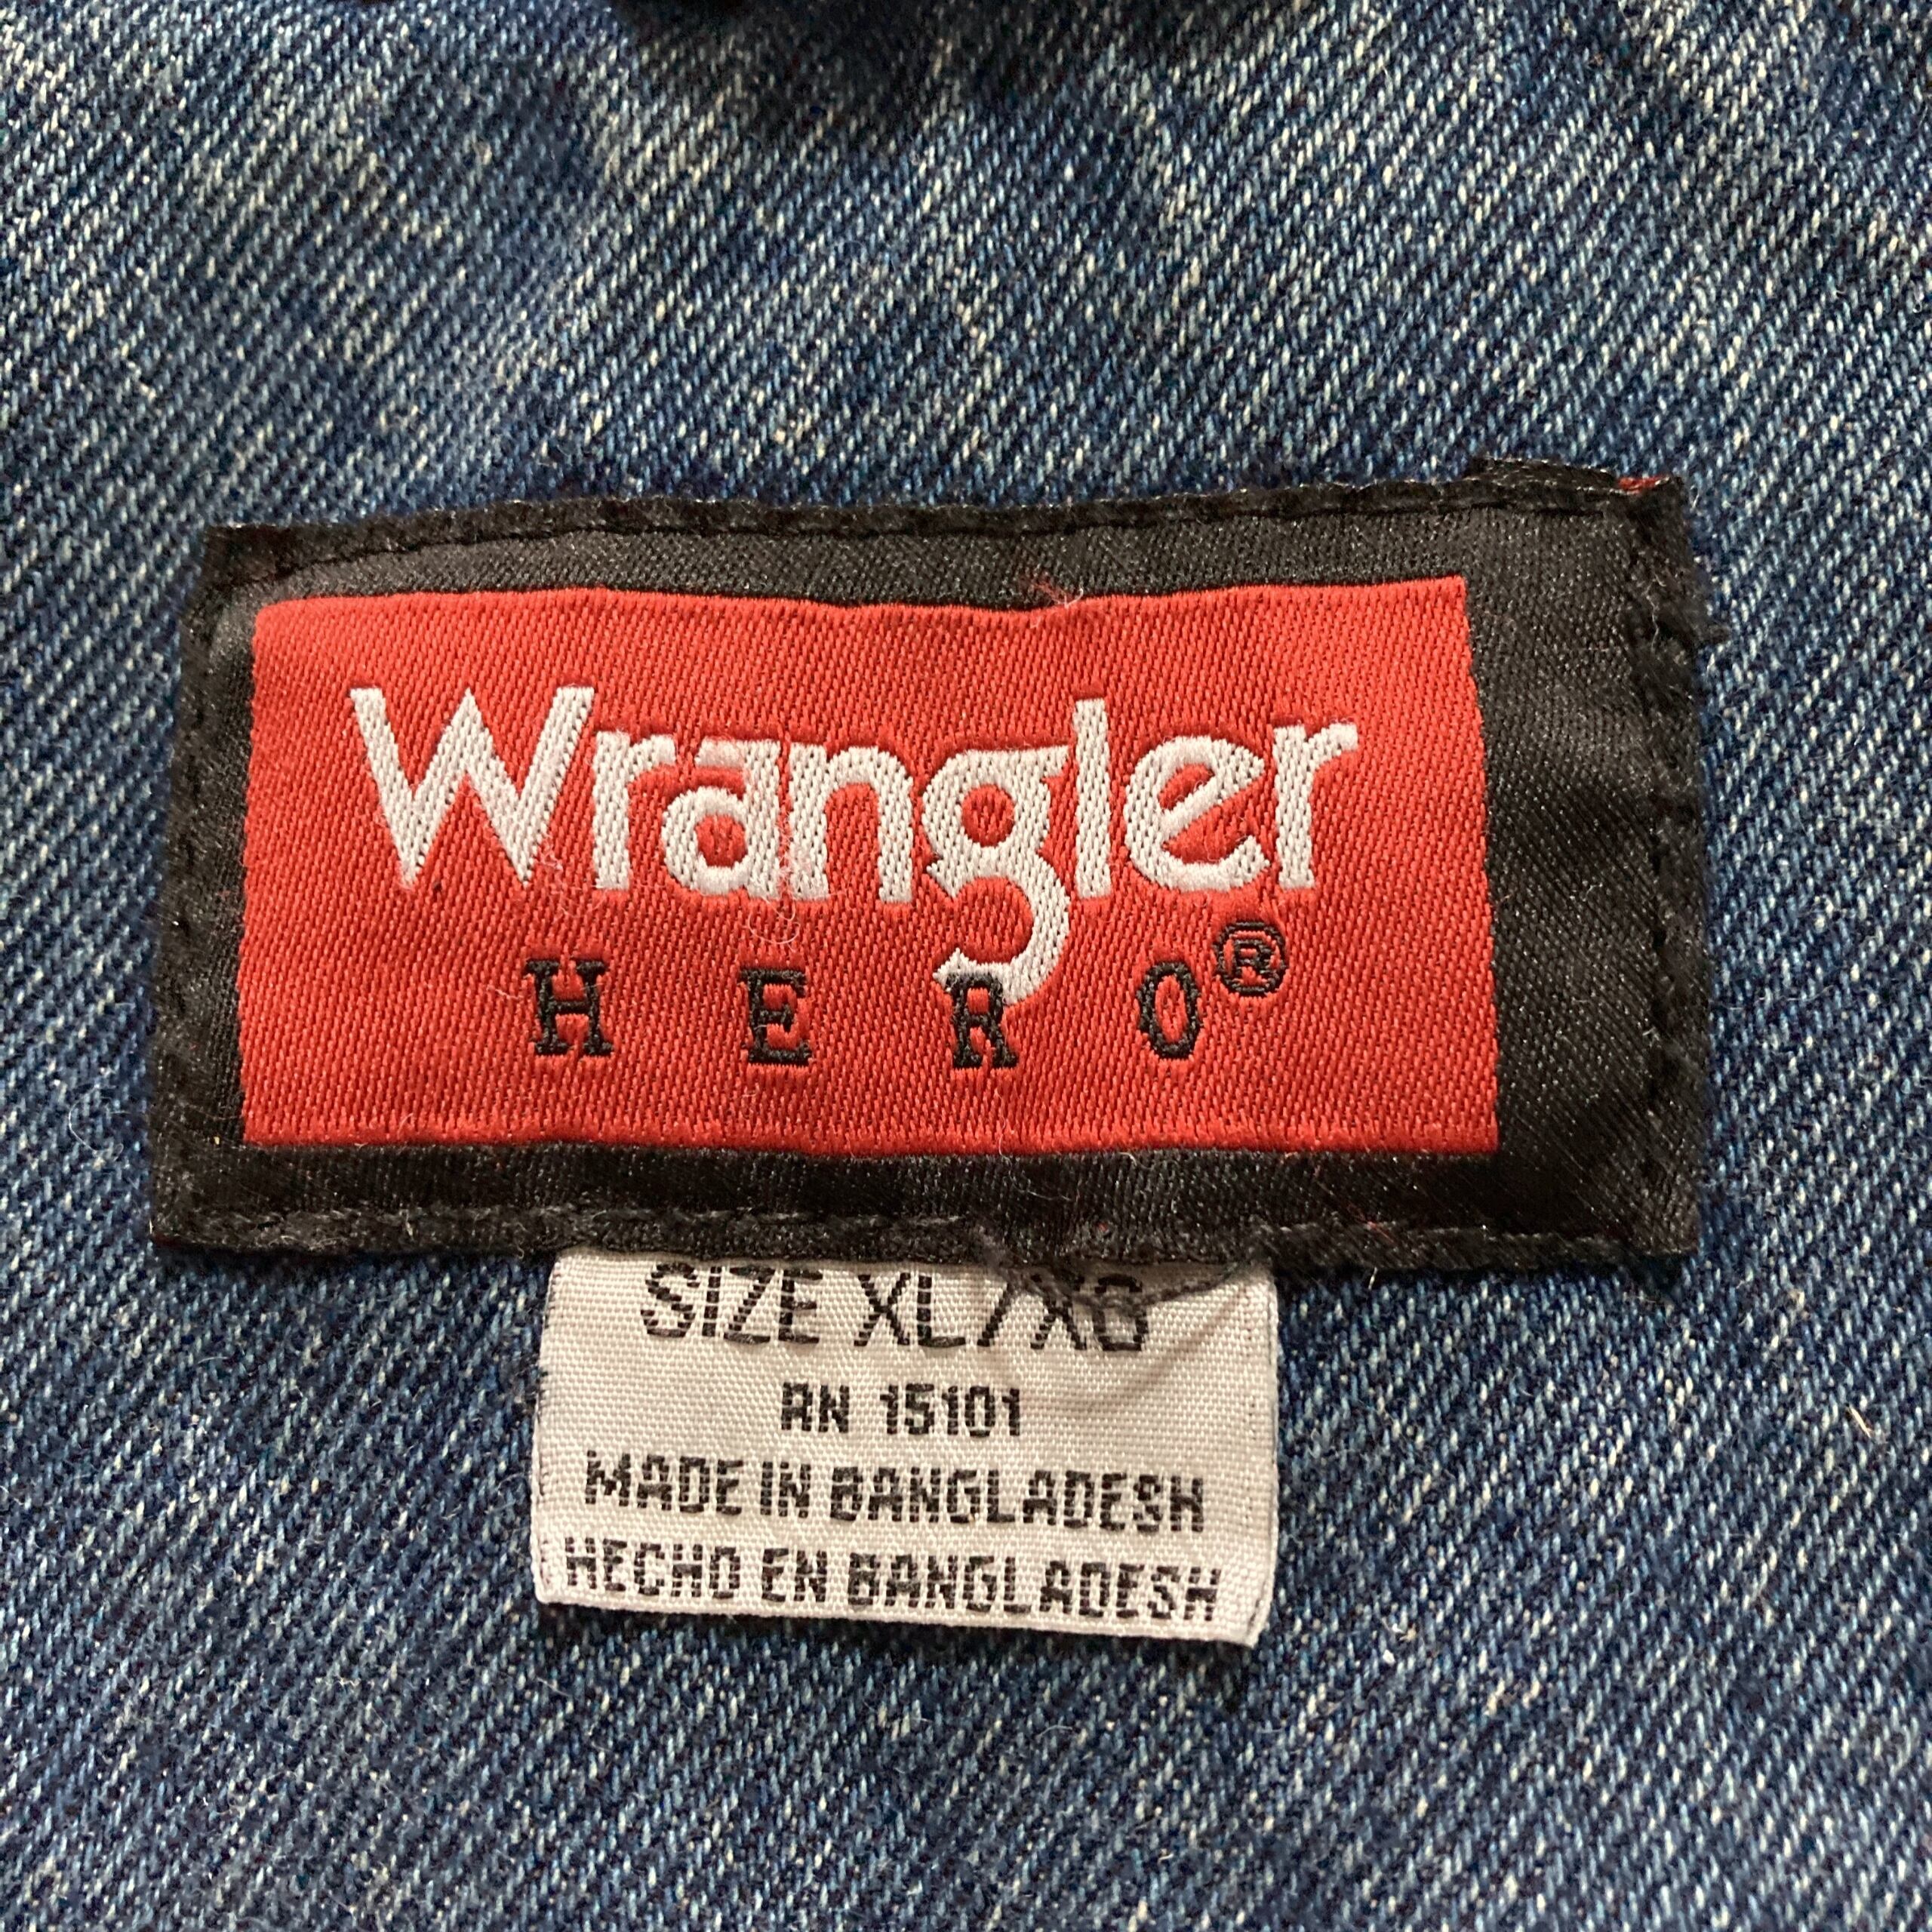 Wrangler
HERO®
SIZE XL/XG
RN 15101
MADE IN BANGLADESH
HECHO EN BANGLADESH